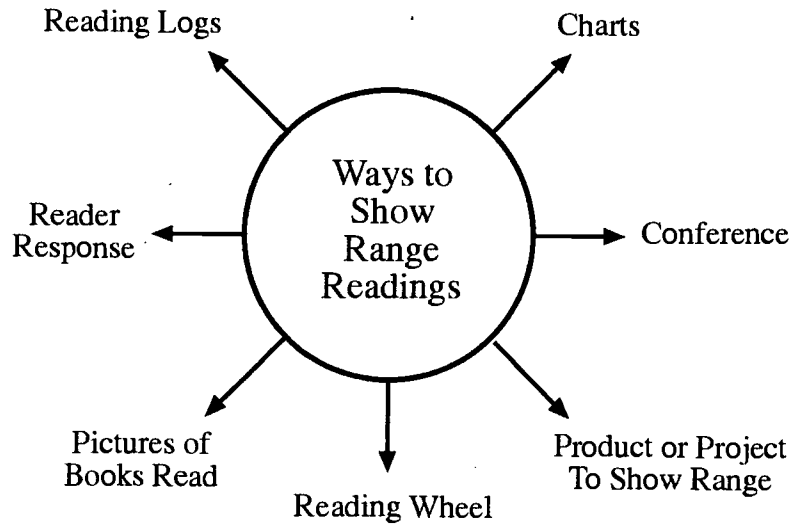 Reading Logs
Charts
Ways to
Show
Range
Readings
Reader
Response
Conference
Pictures of
Books Read
Reading Wheel
Product or Project
To Show Range